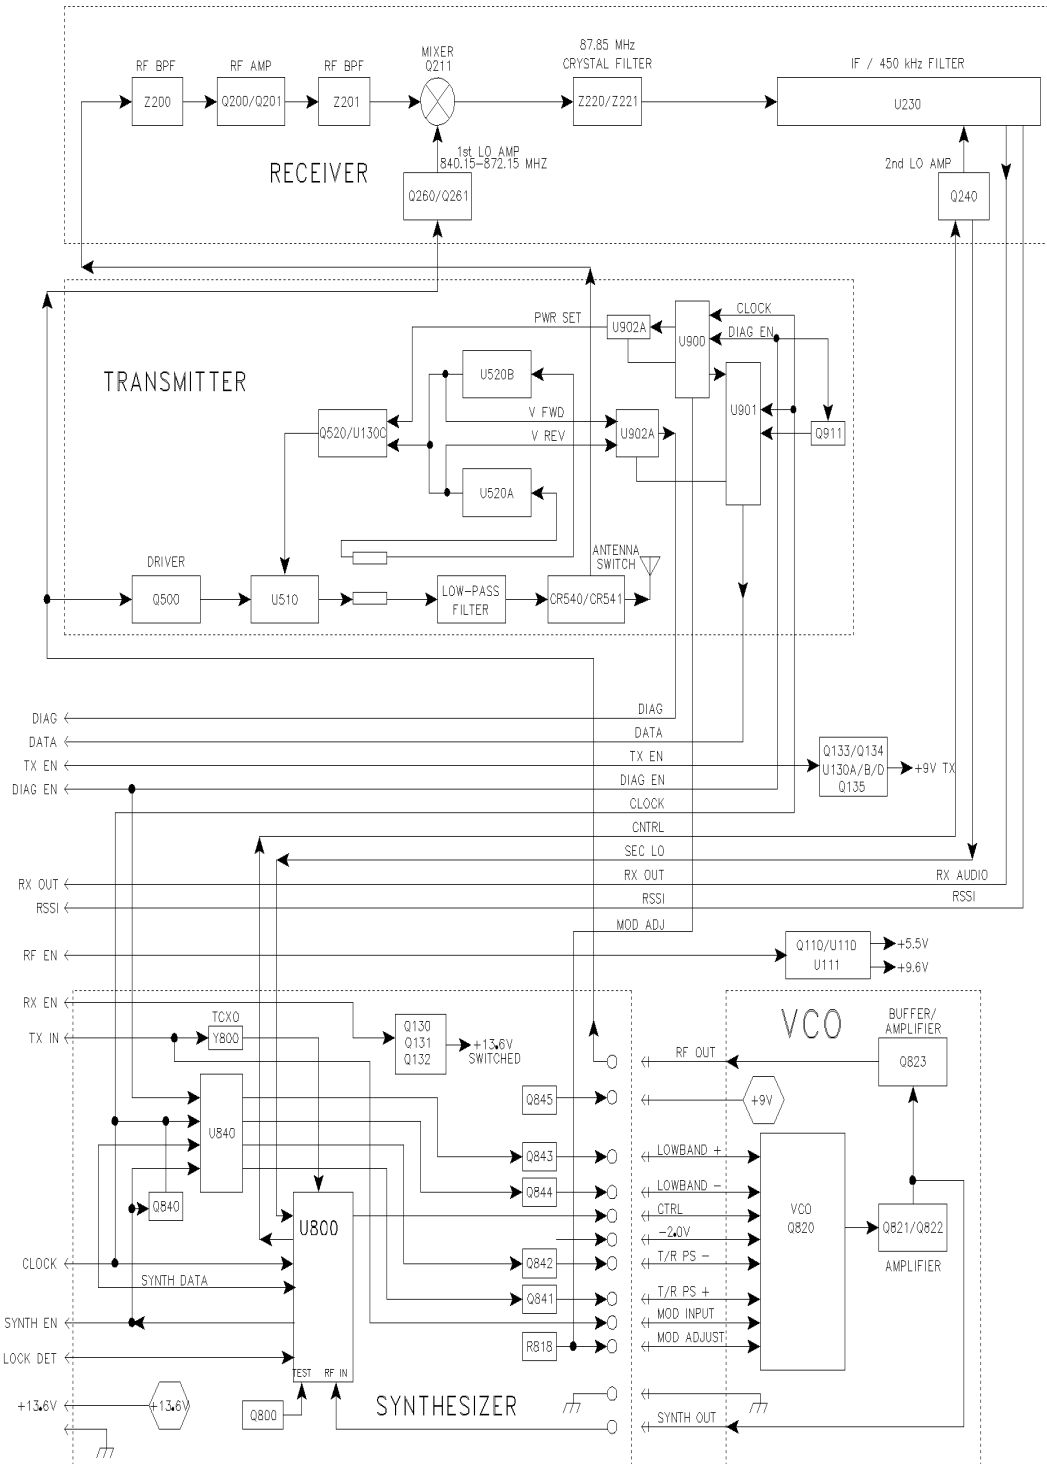 87.85 MHz
MIXER
RF BPF
RF AMP
RF BPF
Q211
CRYSTAL FILTER
IF / 450 kHz FILTER
Z200
Q200/Q201
Z201
Z220/Z221
U230
1st LO AMP
840.15-872.15 MHZ
2nd LO AMP
RECEIVER
Q260/Q261
Q240
CLOCK
PWR SET
U902A
U900
DIAG EN
TRANSMITTER
U520B
U901
V FWD
Q520/U130C
U902A
Q911
V REV
U520A
ANTENNA
SWITCH
DRIVER
Q500
U510
LOW-PASS
FILTER
CR540/CR541
DIAG
DIAG
DATA
DATA
TX EN
TX EN
Q133/Q134
U130A/B/D
Q135
+9V TX
DIAG EN
DIAG EN
CLOCK
CNTRL
SEC LO
RX OUT
RX OUT
RX AUDIO
RSSI
RSSI
RSSI
MOD ADJ
RF EN
Q110/U110
U111
+5.5V
+9.6V
RX EN
TX IN
TCXO
Y800
Q130
Q131
Q132
+13.6V
SWITCHED
VCO
BUFFER/
AMPLIFIER
RF OUT
Q823
Q845
+9V
U840
Q843
LOWBAND +
Q840
Q844
LOWBAND -
U800
CTRL
VCO
Q820
Q821/Q822
AMPLIFIER
-2.0V
CLOCK
Q842
T/R PS -
SYNTH DATA
Q841
T/R PS +
SYNTH EN
MOD INPUT
R818
MOD ADJUST
LOCK DET
TEST
RF IN
+13.6V
+13.6V
Q800
SYNTHESIZER
SYNTH OUT